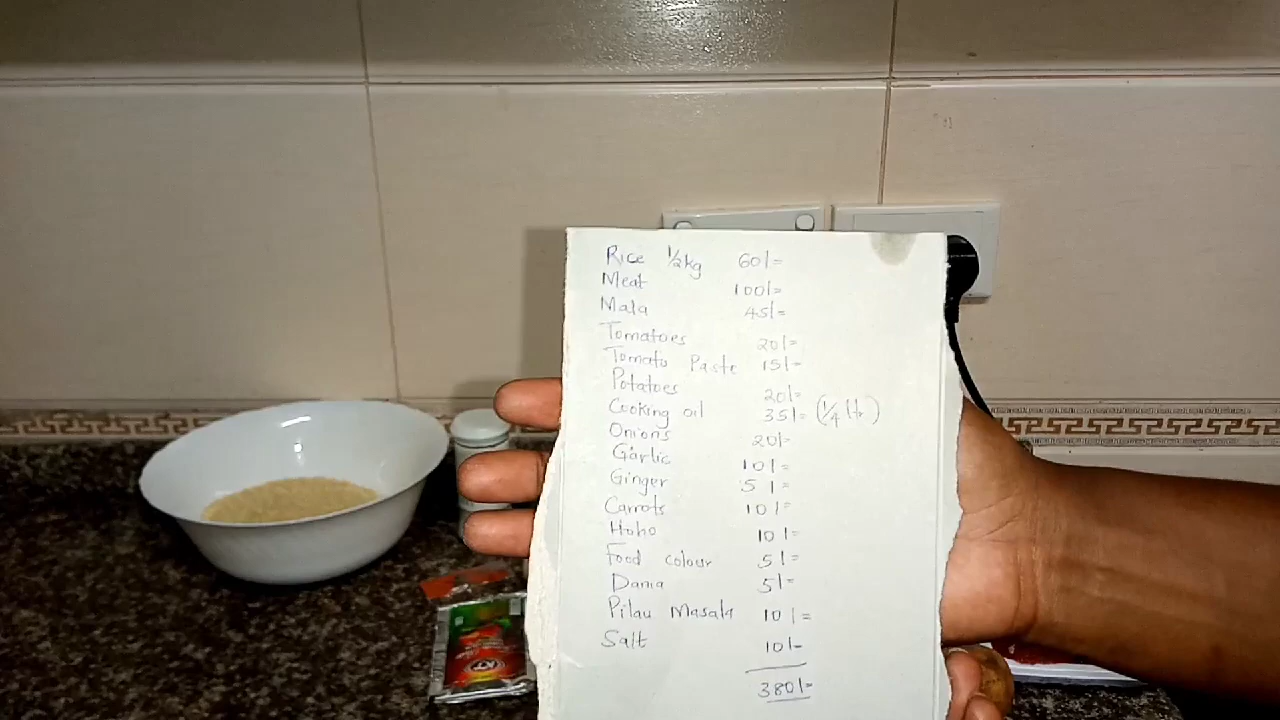 Rice 1/2kg 60/=
Meat 100/=
Mala 45/=
Tomatoes 20/=
Tomato Paste 15/=
Potatoes 20/=
Cooking oil 35/= (1/4 ltr)
Onions 20/=
Garlic 10/=
Ginger 5/=
Carrots 10/=
Hoho 10/=
Food colour 5/=
Dania 5/=
Pilau Masala 10/=
Salt 10/=
380/=